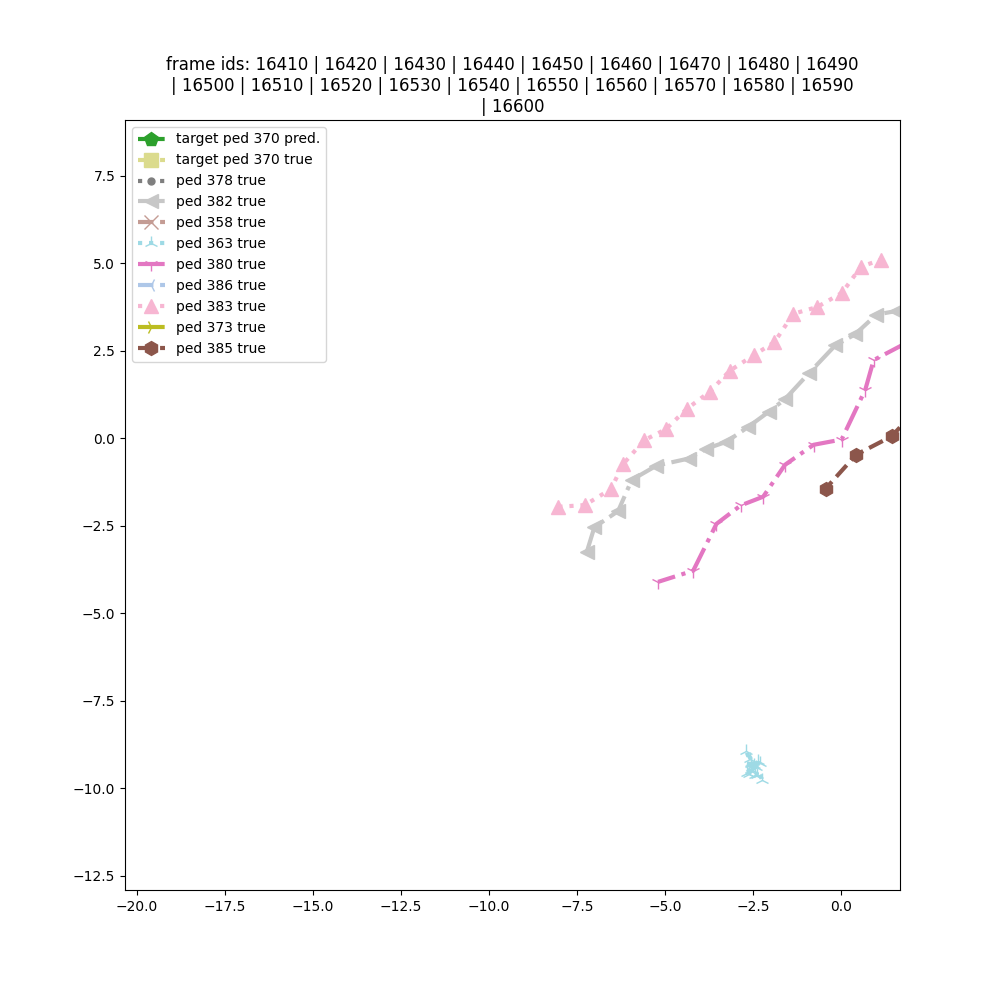 frame ids: 16410 | 16420 | 16430 | 16440 | 16450 | 16460 | 16470 | 16480 | 16490
| 16500 | 16510 | 16520 | 16530 | 16540 | 16550 | 16560 | 16570 | 16580 | 16590
| 16600
target ped 370 pred.
target ped 370 true
ped 378 true
ped 382 true
ped 358 true
ped 363 true
ped 380 true
ped 386 true
ped 383 true
ped 373 true
ped 385 true
7.5
5.0
2.5
0.0
−2.5
−5.0
−7.5
−10.0
−12.5
−20.0 −17.5 −15.0 −12.5 −10.0 −7.5 −5.0 −2.5 0.0